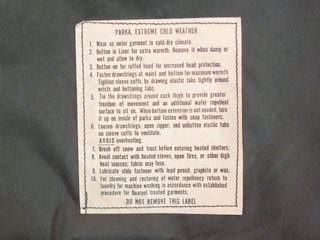 PARKA, EXTREME COLD WEATHER
1. Wear as outer garment in cold-dry climate.
2. Button in Liner for extra warmth. Remove it when damp or
wet and allow to dry.
3. Button on fur ruffed hood for increased head protection.
4. Fasten drawstrings at waist and bottom for maximum warmth.
Tighten sleeve cuffs by drawing elastic tabs tightly around
wrists and buttoning tabs.
5. Tie the drawstrings around each thigh to provide greater
freedom of movement and an additional water repellent
surface to sit on. When bottom extension is not needed, turn
it up on inside of parka and fasten with snap fasteners.
6. Loosen drawstrings, open zipper, and unbutton elastic tabs
on sleeve cuffs to ventilate.
AVOID overheating.
7. Brush off snow and frost before entering heated shelters.
8. Avoid contact with heated stoves, open fires, or other high
heat sources; fabric may fuse.
9. Lubricate slide fastener with lead pencil, graphite or wax.
10. For cleaning and restoring of water repellency return to
laundry for machine washing in accordance with established
procedure for Quarpel treated garments.
DO NOT REMOVE THIS LABEL